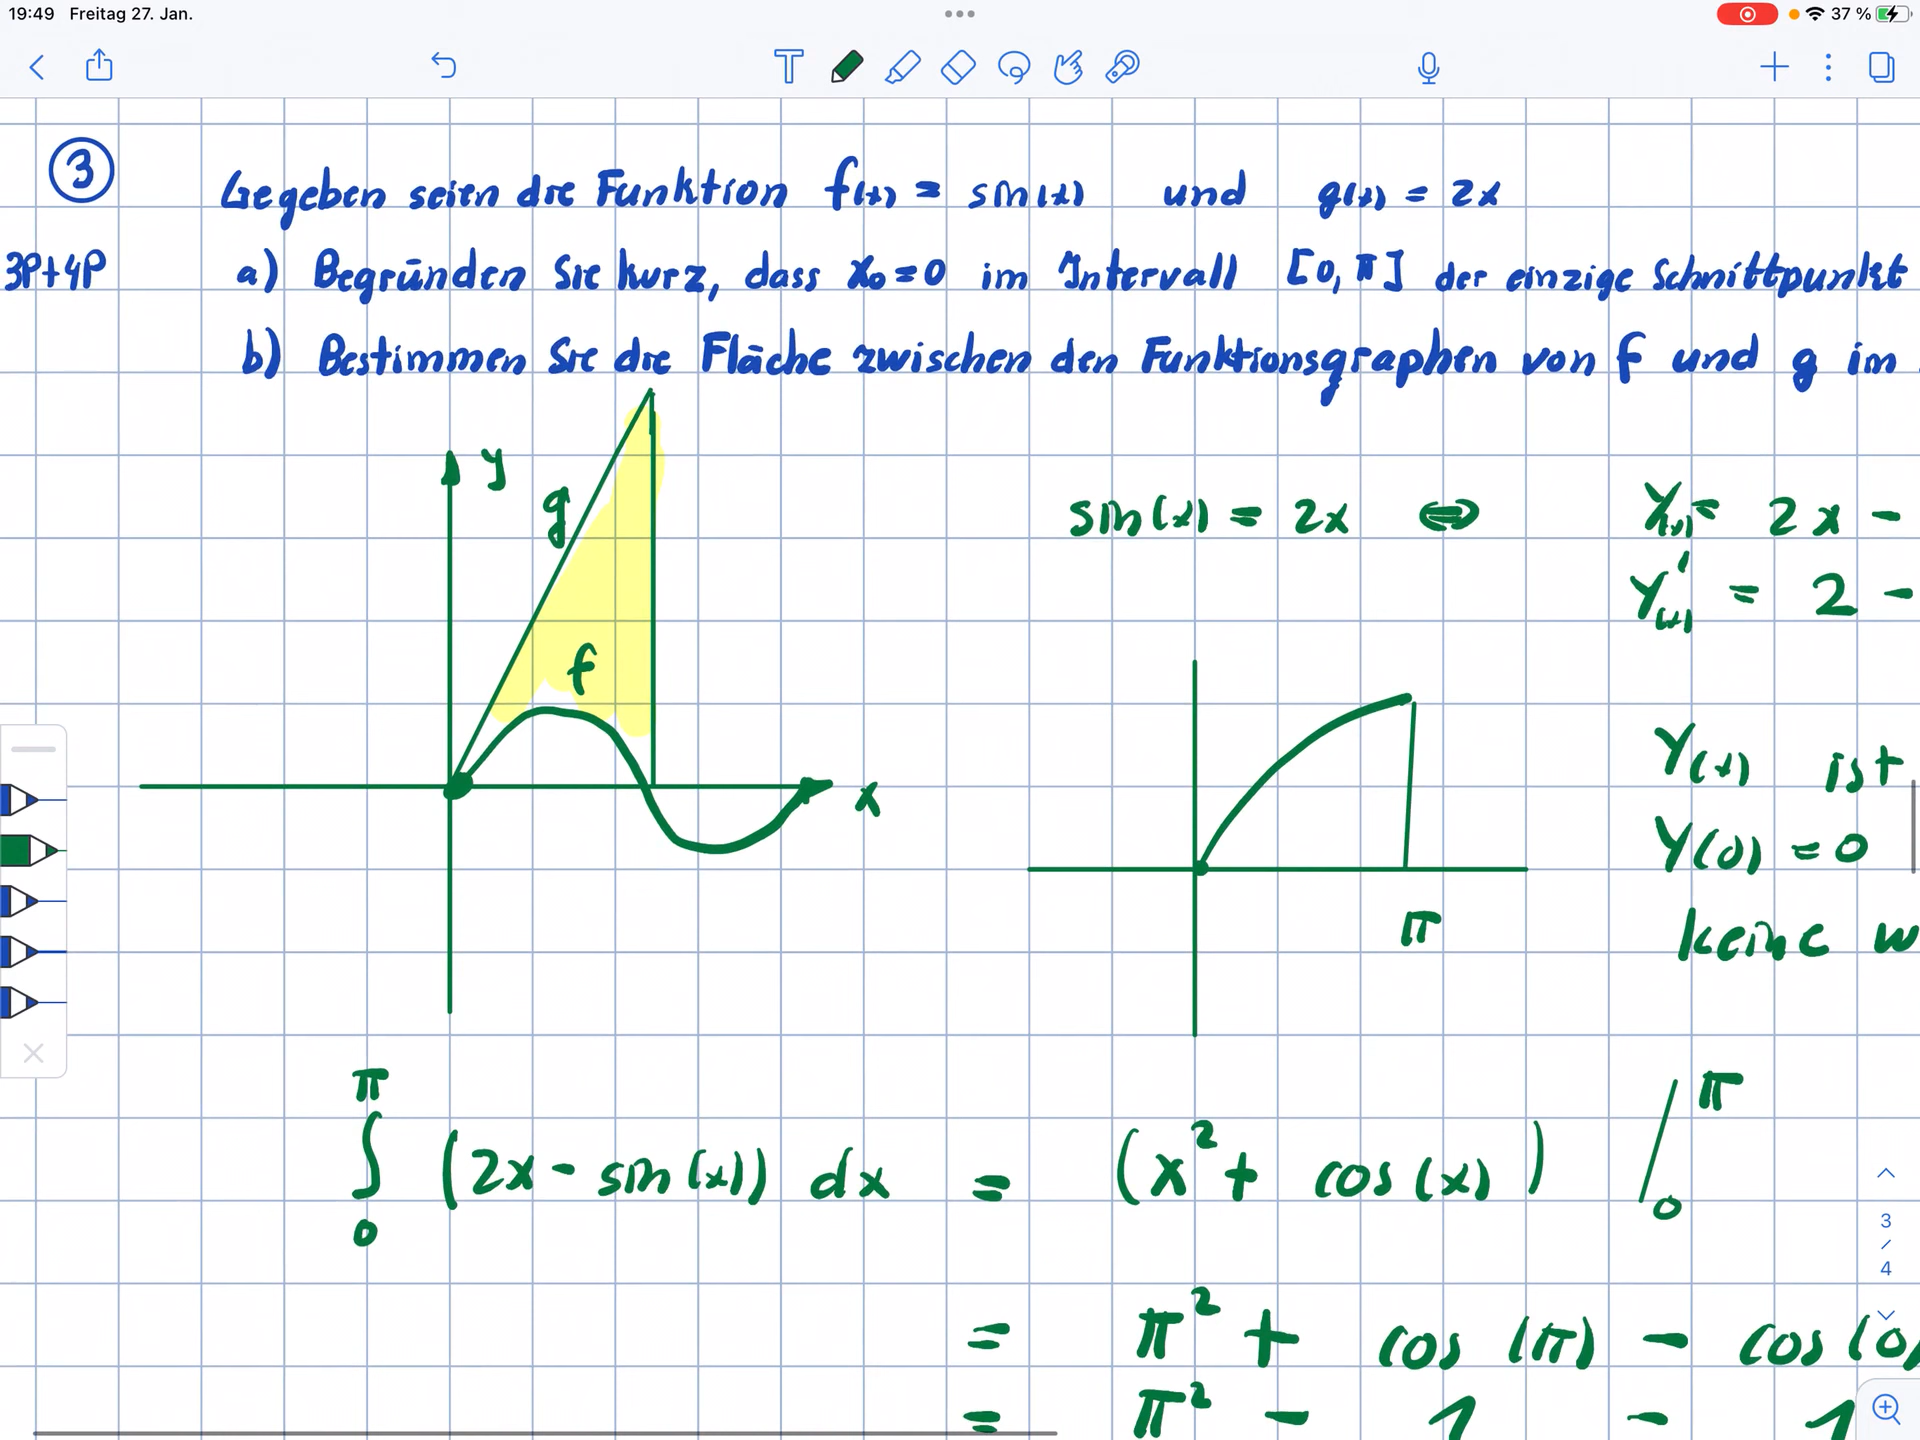 19:49 Freitag 27. Jan. 37 %
3
Gegeben seien die Funktion f(x) = sin(x) und g(x) = 2x
3P+4P a) Begründen Sie kurz, dass x₀=0 im Intervall [0, π] der einzige Schnittpunkt
b) Bestimmen Sie die Fläche zwischen den Funktionsgraphen von f und g im
y
g
f
x
sin(x) = 2x ⇔ Y(x) = 2x -
Y'(x) = 2 -
π
Y(x) ist
Y(0) = 0
keine w
∫₀^π (2x - sin(x)) dx = (x² + cos(x)) |₀^π
= π² + cos(π) - cos(0)
= π² - 1 - 1
3
/
4